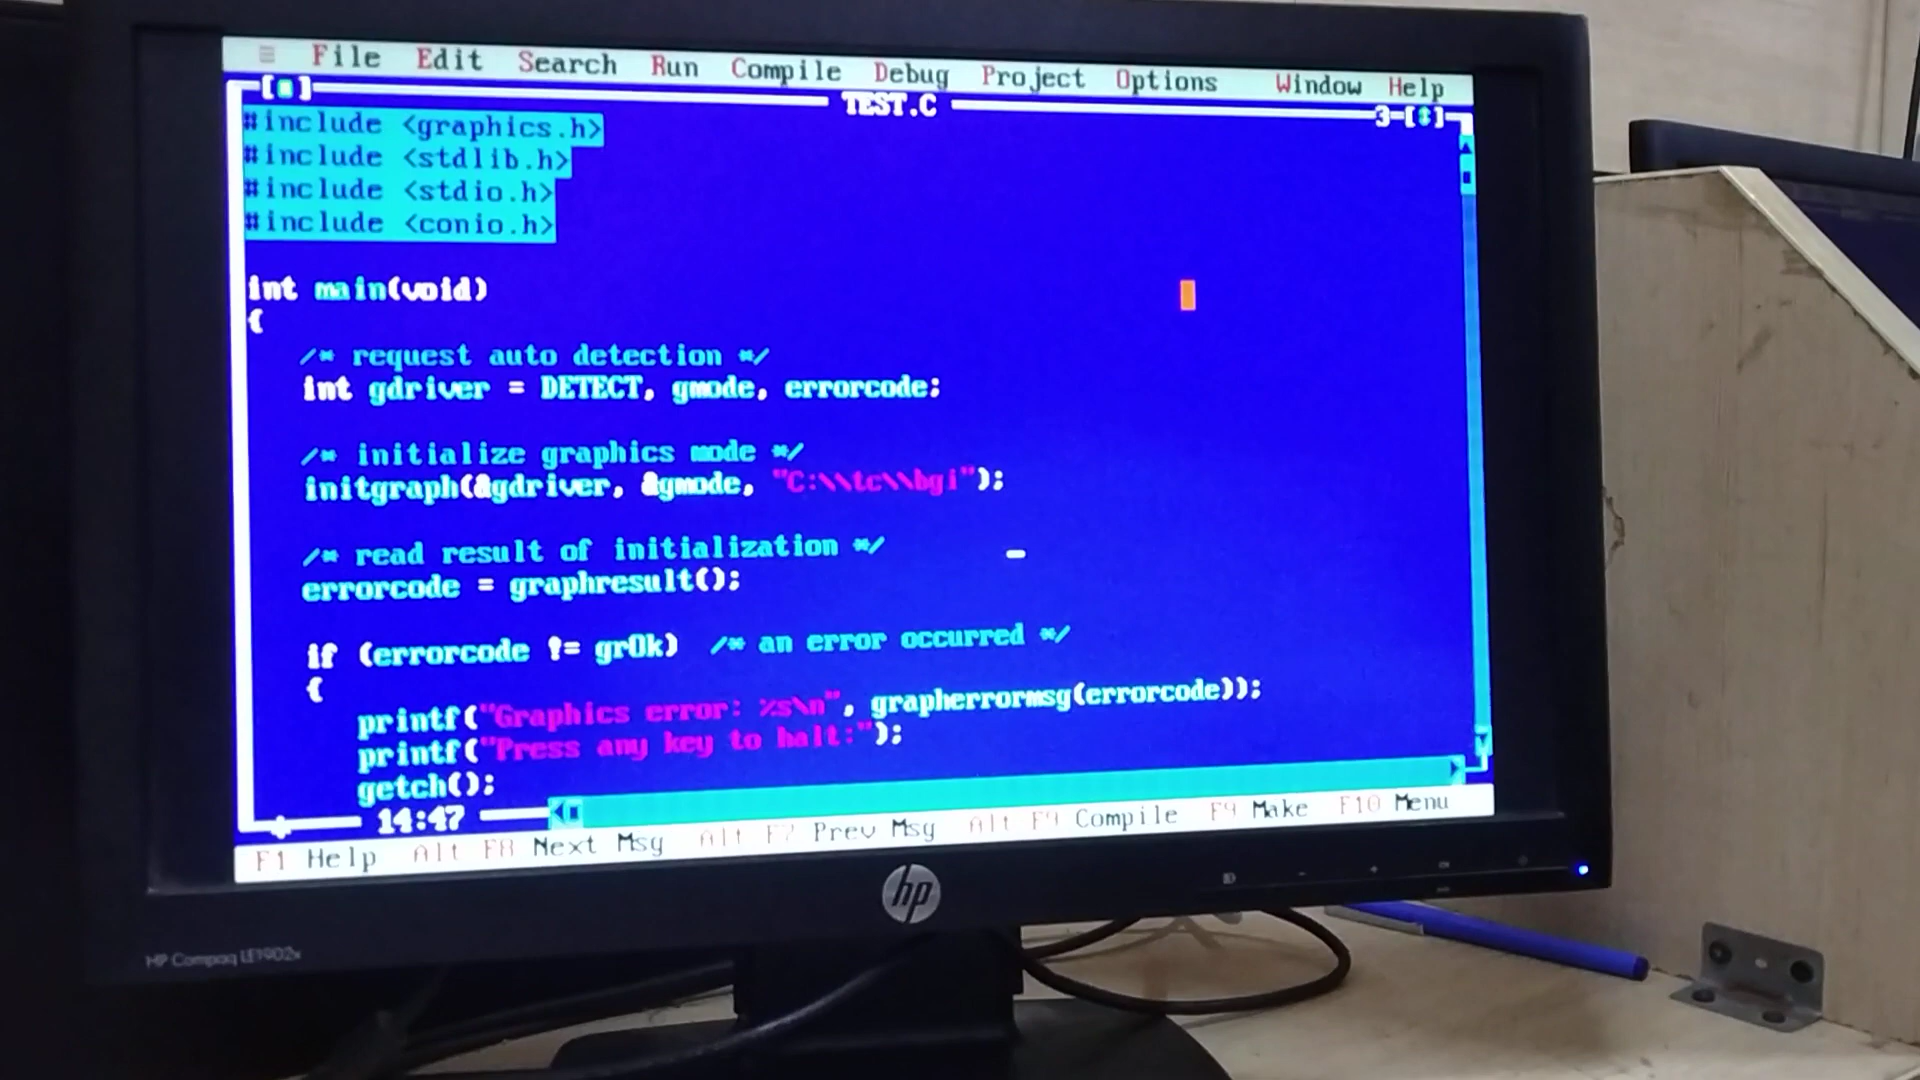 ≡ File Edit Search Run Compile Debug Project Options Window Help
[■] TEST.C 3=[↕]
#include <graphics.h>
#include <stdlib.h>
#include <stdio.h>
#include <conio.h>
int main(void)
{
/* request auto detection */
int gdriver = DETECT, gmode, errorcode;
/* initialize graphics mode */
initgraph(&gdriver, &gmode, "C:\\tc\\bgi");
/* read result of initialization */
errorcode = graphresult();
if (errorcode != grOk) /* an error occurred */
{
printf("Graphics error: %s\n", grapherrormsg(errorcode));
printf("Press any key to halt:");
getch();
14:47
F1 Help Alt F8 Next Msg Alt F7 Prev Msg Alt F9 Compile F9 Make F10 Menu
hp
HP Compaq LE1902x